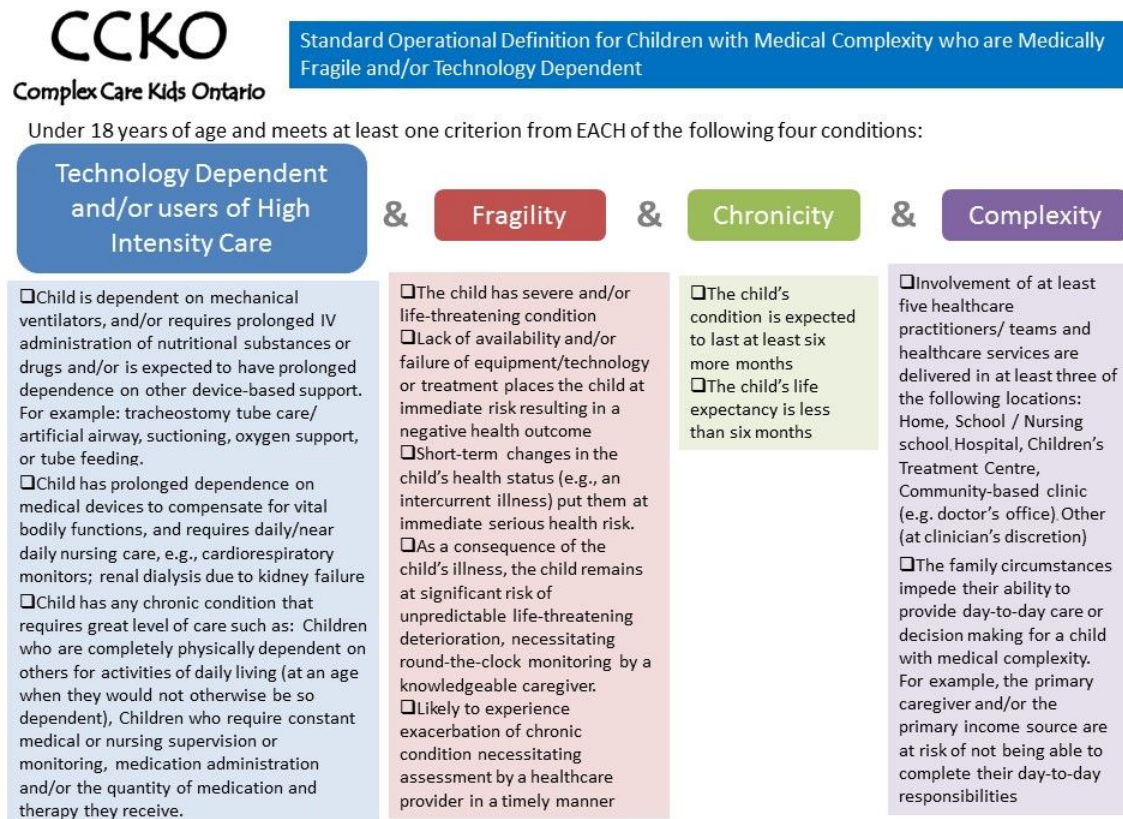 CCKO
Complex Care Kids Ontario
Standard Operational Definition for Children with Medical Complexity who are Medically
Fragile and/or Technology Dependent
Under 18 years of age and meets at least one criterion from EACH of the following four conditions:
Technology Dependent
and/or users of High
Intensity Care
&
Fragility
&
Chronicity
&
Complexity
❑Child is dependent on mechanical
ventilators, and/or requires prolonged IV
administration of nutritional substances or
drugs and/or is expected to have prolonged
dependence on other device-based support.
For example: tracheostomy tube care/
artificial airway, suctioning, oxygen support,
or tube feeding.
❑Child has prolonged dependence on
medical devices to compensate for vital
bodily functions, and requires daily/near
daily nursing care, e.g., cardiorespiratory
monitors; renal dialysis due to kidney failure
❑Child has any chronic condition that
requires great level of care such as: Children
who are completely physically dependent on
others for activities of daily living (at an age
when they would not otherwise be so
dependent), Children who require constant
medical or nursing supervision or
monitoring, medication administration
and/or the quantity of medication and
therapy they receive.
❑The child has severe and/or
life-threatening condition
❑Lack of availability and/or
failure of equipment/technology
or treatment places the child at
immediate risk resulting in a
negative health outcome
❑Short-term changes in the
child's health status (e.g., an
intercurrent illness) put them at
immediate serious health risk.
❑As a consequence of the
child's illness, the child remains
at significant risk of
unpredictable life-threatening
deterioration, necessitating
round-the-clock monitoring by a
knowledgeable caregiver.
❑Likely to experience
exacerbation of chronic
condition necessitating
assessment by a healthcare
provider in a timely manner
❑The child's
condition is expected
to last at least six
more months
❑The child's life
expectancy is less
than six months
❑Involvement of at least
five healthcare
practitioners/ teams and
healthcare services are
delivered in at least three of
the following locations:
Home, School / Nursing
school, Hospital, Children's
Treatment Centre,
Community-based clinic
(e.g. doctor's office), Other
(at clinician's discretion)
❑The family circumstances
impede their ability to
provide day-to-day care or
decision making for a child
with medical complexity.
For example, the primary
caregiver and/or the
primary income source are
at risk of not being able to
complete their day-to-day
responsibilities